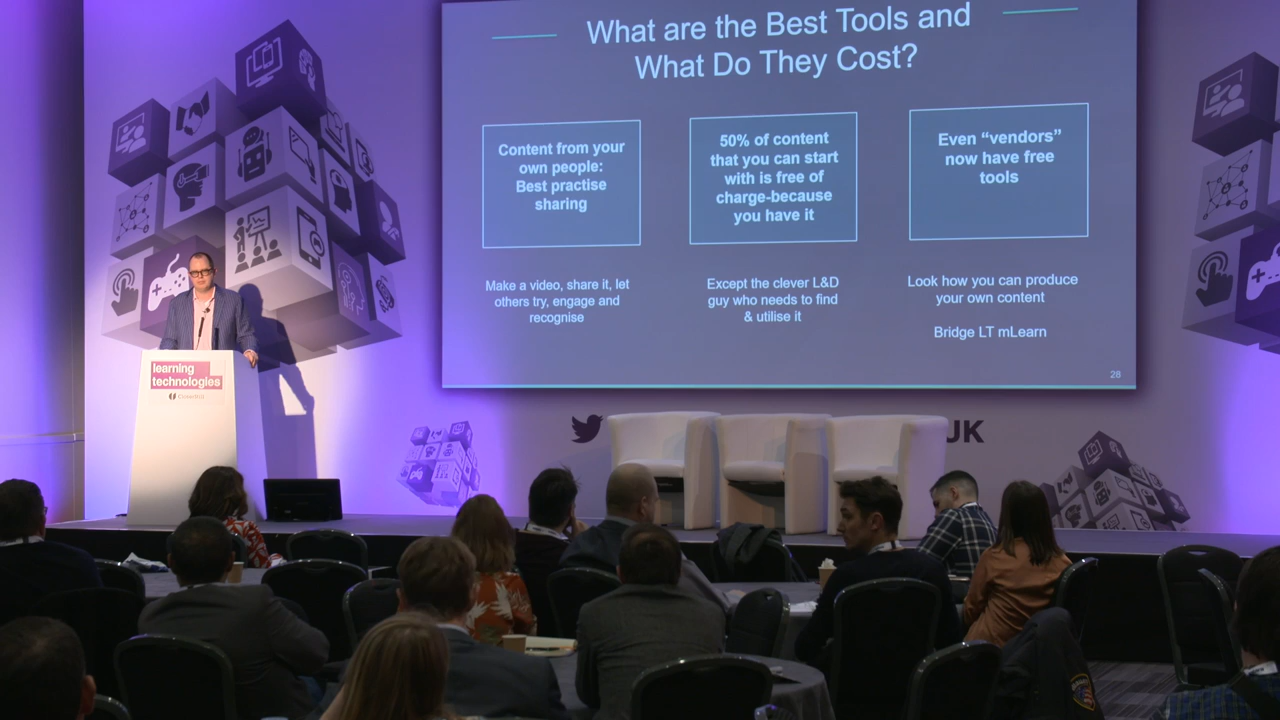 What are the Best Tools and
What Do They Cost?
Content from your
own people:
Best practise
sharing
50% of content
that you can start
with is free of
charge-because
you have it
Even “vendors”
now have free
tools
Make a video, share it, let
others try, engage and
recognise
Except the clever L&D
guy who needs to find
& utilise it
Look how you can produce
your own content
Bridge LT mLearn
28
learning
technologies
UK